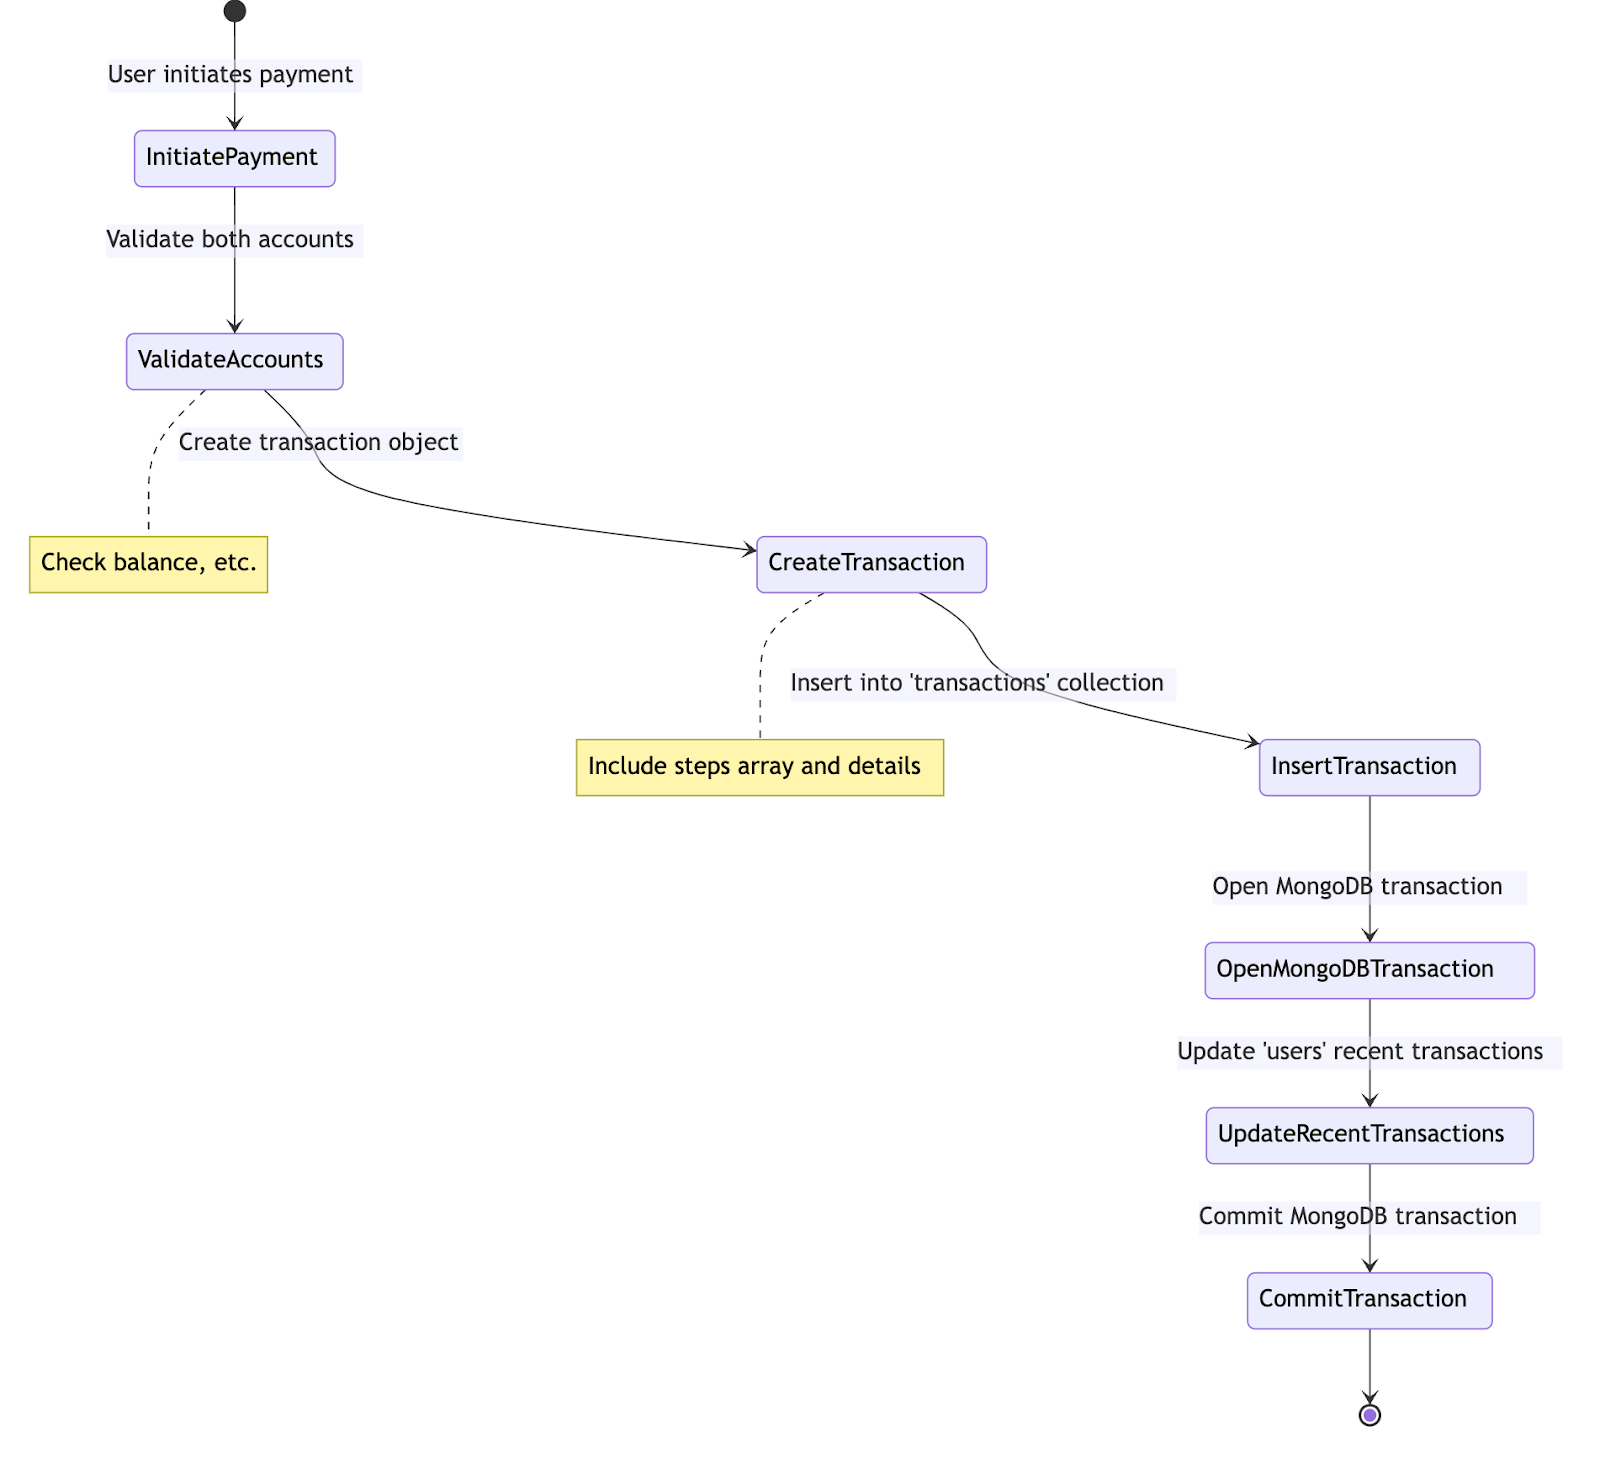 User initiates payment
InitiatePayment
Validate both accounts
ValidateAccounts
Create transaction object
Check balance, etc.
CreateTransaction
Insert into 'transactions' collection
Include steps array and details
InsertTransaction
Open MongoDB transaction
OpenMongoDBTransaction
Update 'users' recent transactions
UpdateRecentTransactions
Commit MongoDB transaction
CommitTransaction